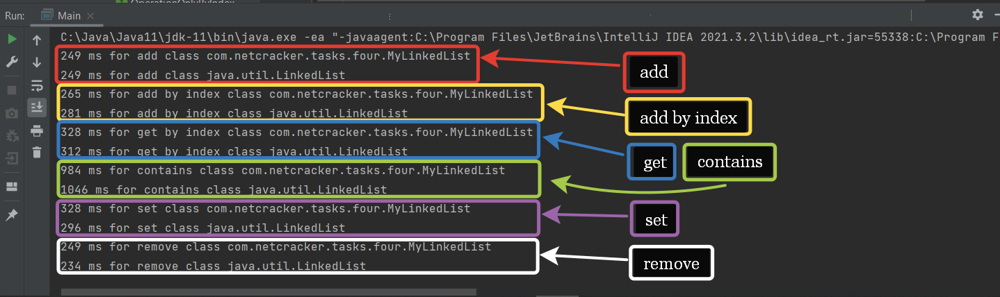 OperationOnlyByIndex
Run: Main
C:\Java\Java11\jdk-11\bin\java.exe -ea "-javaagent:C:\Program Files\JetBrains\IntelliJ IDEA 2021.3.2\lib\idea_rt.jar=55338:C:\Program F
249 ms for add class com.netcracker.tasks.four.MyLinkedList
249 ms for add class java.util.LinkedList
add
265 ms for add by index class com.netcracker.tasks.four.MyLinkedList
281 ms for add by index class java.util.LinkedList
add by index
328 ms for get by index class com.netcracker.tasks.four.MyLinkedList
312 ms for get by index class java.util.LinkedList
get contains
984 ms for contains class com.netcracker.tasks.four.MyLinkedList
1046 ms for contains class java.util.LinkedList
328 ms for set class com.netcracker.tasks.four.MyLinkedList
296 ms for set class java.util.LinkedList
set
249 ms for remove class com.netcracker.tasks.four.MyLinkedList
234 ms for remove class java.util.LinkedList
remove